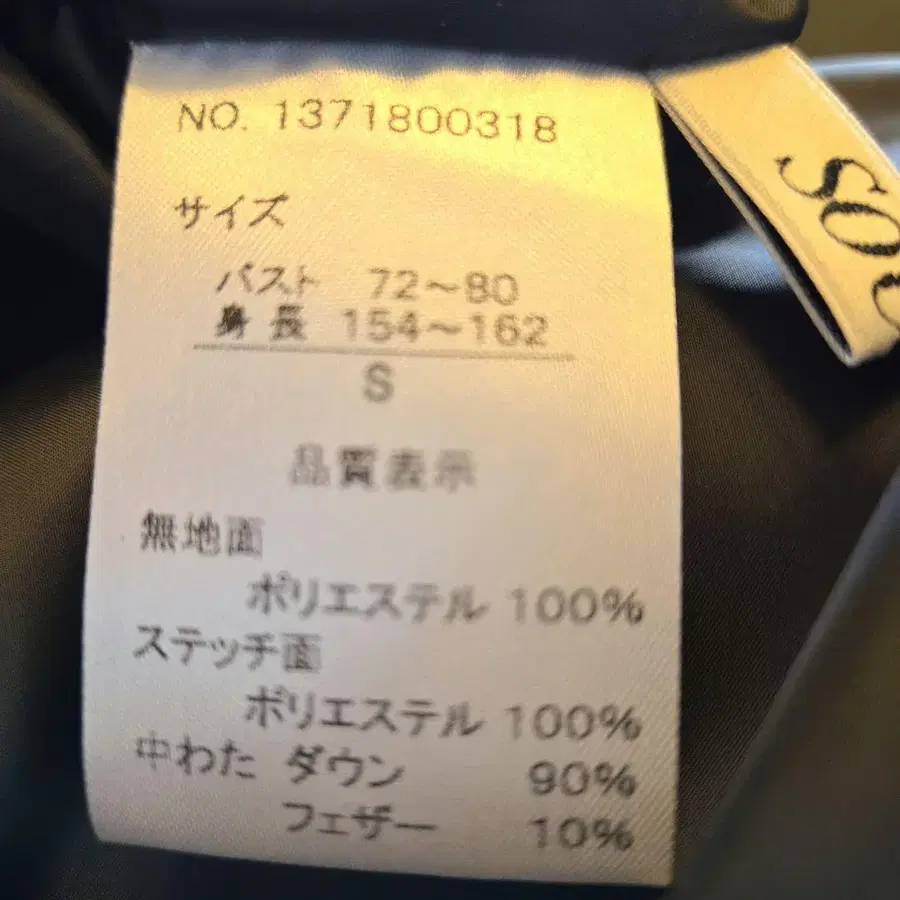 NO. 1371800318
サイズ
バスト 72～80
身長 154～162
S
品質表示
無地面
ポリエステル 100%
ステッチ面
ポリエステル 100%
中わた ダウン 90%
フェザー 10%